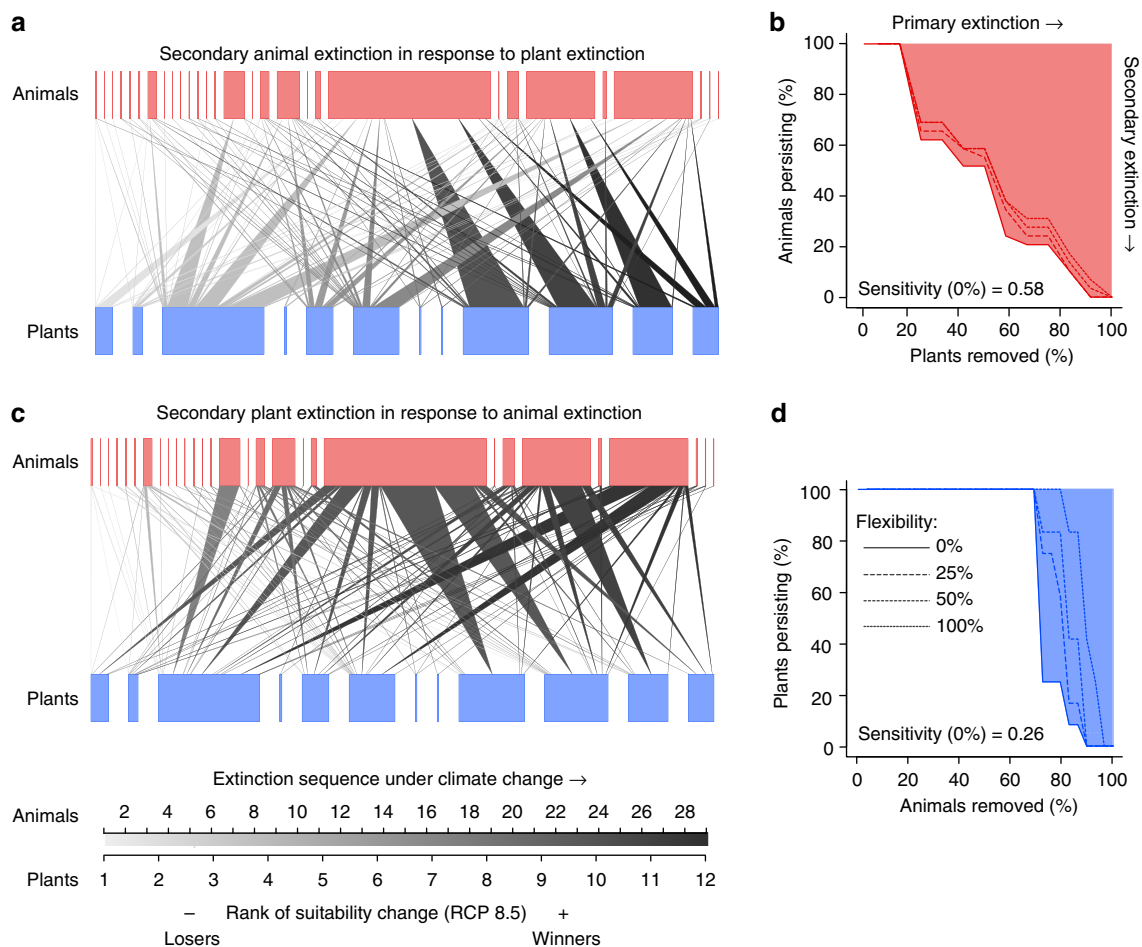 a
Secondary animal extinction in response to plant extinction
Animals
Plants
b
Primary extinction →
Secondary extinction →
Animals persisting (%)
100
80
60
40
20
0
Sensitivity (0%) = 0.58
0 20 40 60 80 100
Plants removed (%)
c
Secondary plant extinction in response to animal extinction
Animals
Plants
d
Plants persisting (%)
100
80
60
40
20
0
Flexibility:
0%
25%
50%
100%
Sensitivity (0%) = 0.26
0 20 40 60 80 100
Animals removed (%)
Extinction sequence under climate change →
Animals 2 4 6 8 10 12 14 16 18 20 22 24 26 28
Plants 1 2 3 4 5 6 7 8 9 10 11 12
– Rank of suitability change (RCP 8.5) +
Losers Winners